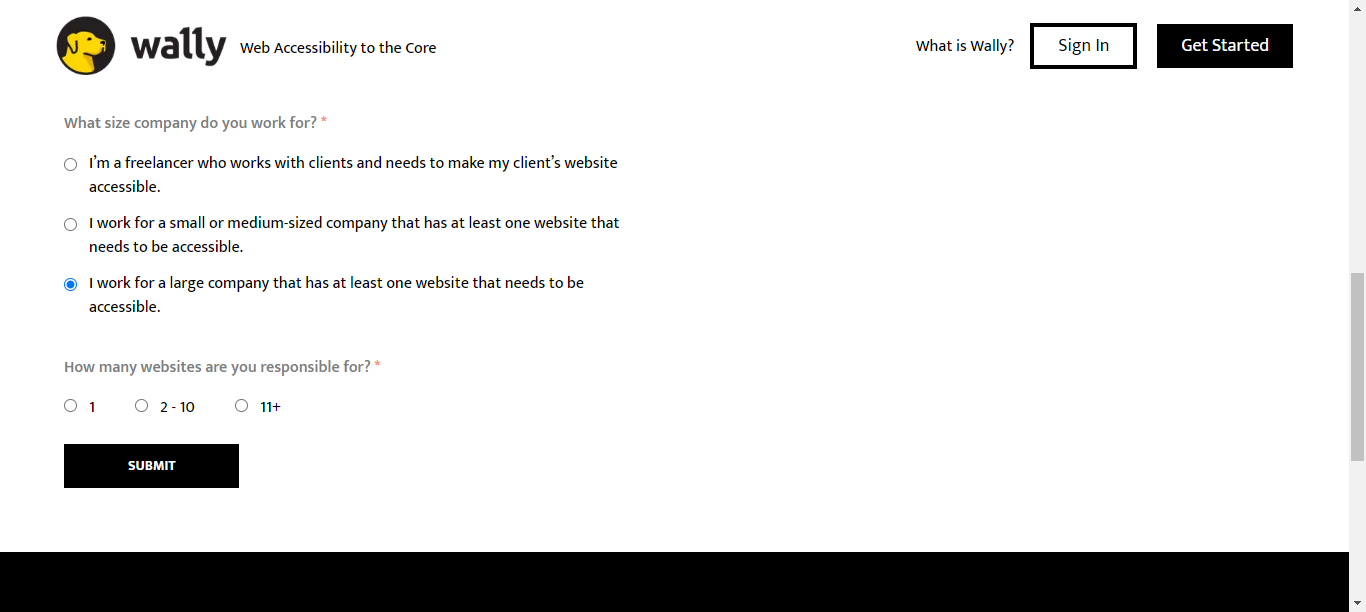 wally Web Accessibility to the Core What is Wally? Sign In Get Started
What size company do you work for? *
I'm a freelancer who works with clients and needs to make my client's website
accessible.
I work for a small or medium-sized company that has at least one website that
needs to be accessible.
I work for a large company that has at least one website that needs to be
accessible.
How many websites are you responsible for? *
1 2 - 10 11+
SUBMIT